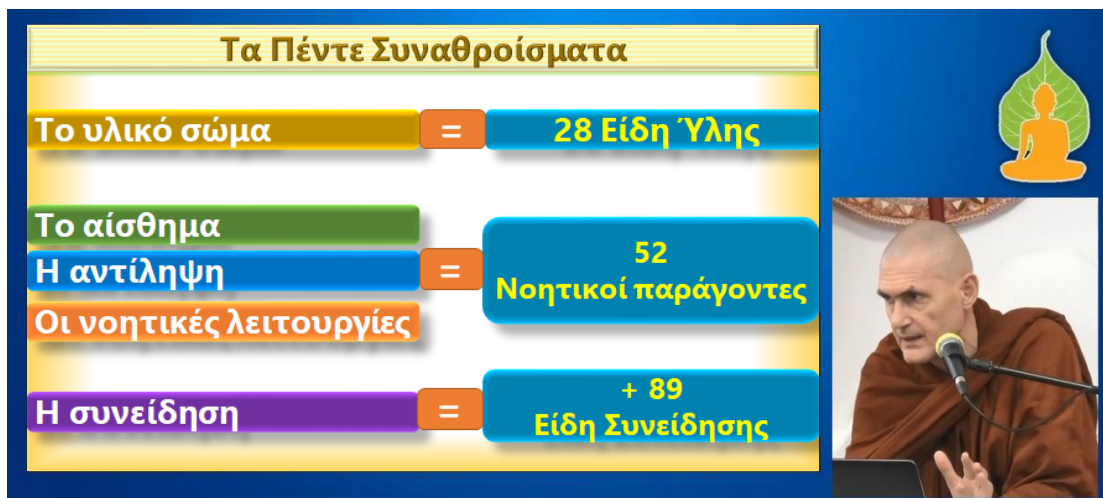 Τα Πέντε Συναθροίσματα
Το υλικό σώμα
=
28 Είδη Ύλης
Το αίσθημα
Η αντίληψη
Οι νοητικές λειτουργίες
=
52
Νοητικοί παράγοντες
Η συνείδηση
=
+ 89
Είδη Συνείδησης